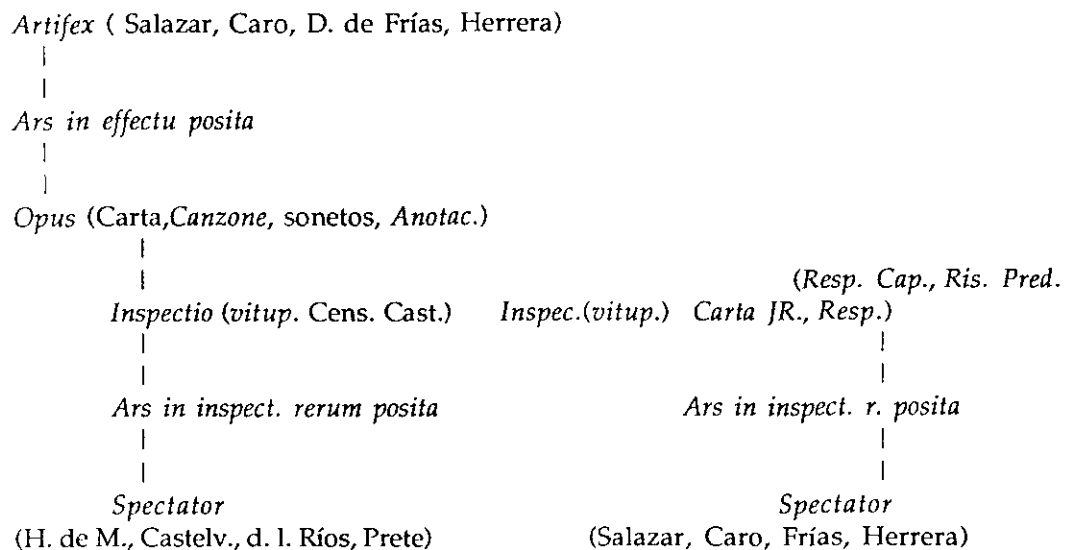 Artifex ( Salazar, Caro, D. de Frías, Herrera)
Ars in effectu posita
Opus (Carta,Canzone, sonetos, Anotac.)
(Resp. Cap., Ris. Pred.
Inspectio (vitup. Cens. Cast.) Inspec.(vitup.) Carta JR., Resp.)
Ars in inspect. rerum posita Ars in inspect. r. posita
Spectator Spectator
(H. de M., Castelv., d. l. Ríos, Prete) (Salazar, Caro, Frías, Herrera)